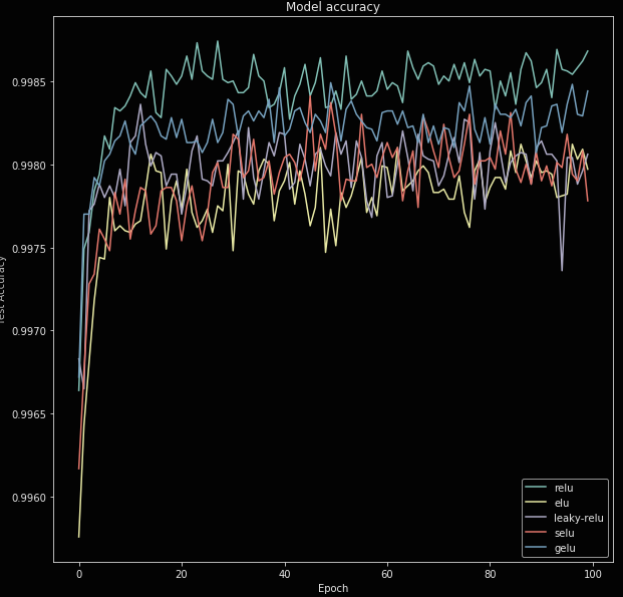 Model accuracy
0.9985
0.9980
0.9975
0.9970
0.9965
0.9960
Test Accuracy
0
20
40
60
80
100
Epoch
relu
elu
leaky-relu
selu
gelu